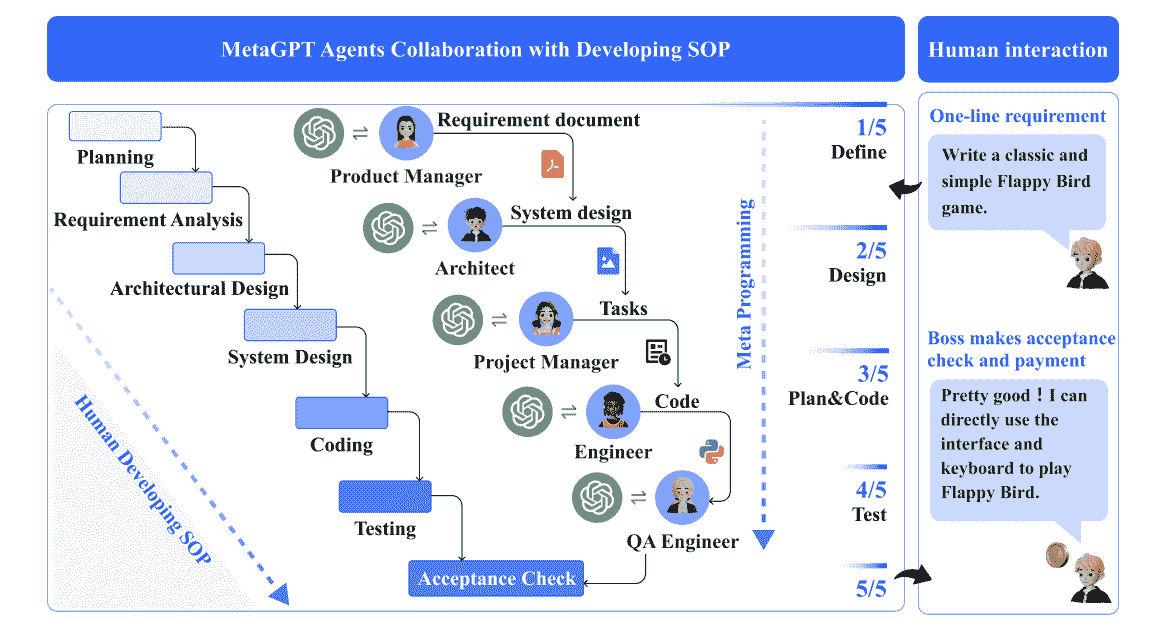 MetaGPT Agents Collaboration with Developing SOP
Human interaction
Planning
Requirement Analysis
Architectural Design
System Design
Coding
Testing
Acceptance Check
Human Developing SOP
Requirement document
Product Manager
System design
Architect
Tasks
Project Manager
Code
Engineer
QA Engineer
Meta Programming
1/5
Define
2/5
Design
3/5
Plan&Code
4/5
Test
5/5
One-line requirement
Write a classic and
simple Flappy Bird
game.
Boss makes acceptance
check and payment
Pretty good！I can
directly use the
interface and
keyboard to play
Flappy Bird.